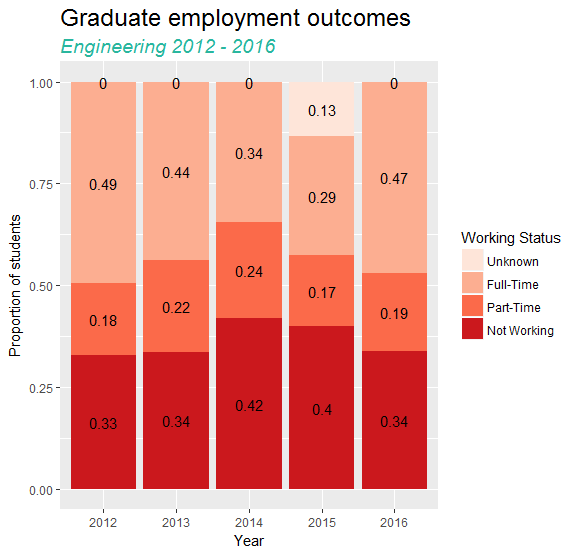 Graduate employment outcomes
Engineering 2012 - 2016
1.00
0.75
0.50
0.25
0.00
Proportion of students
0 0 0 0
0.13
0.49 0.44 0.34 0.29 0.47
0.18 0.22 0.24 0.17 0.19
0.33 0.34 0.42 0.4 0.34
2012 2013 2014 2015 2016
Year
Working Status
Unknown
Full-Time
Part-Time
Not Working